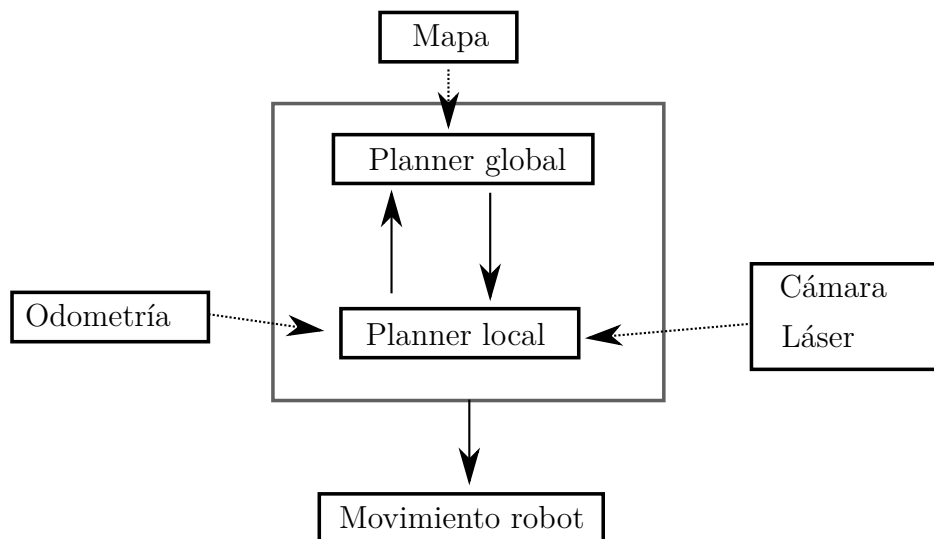 Mapa
Planner global
Odometría
Planner local
Cámara
Láser
Movimiento robot